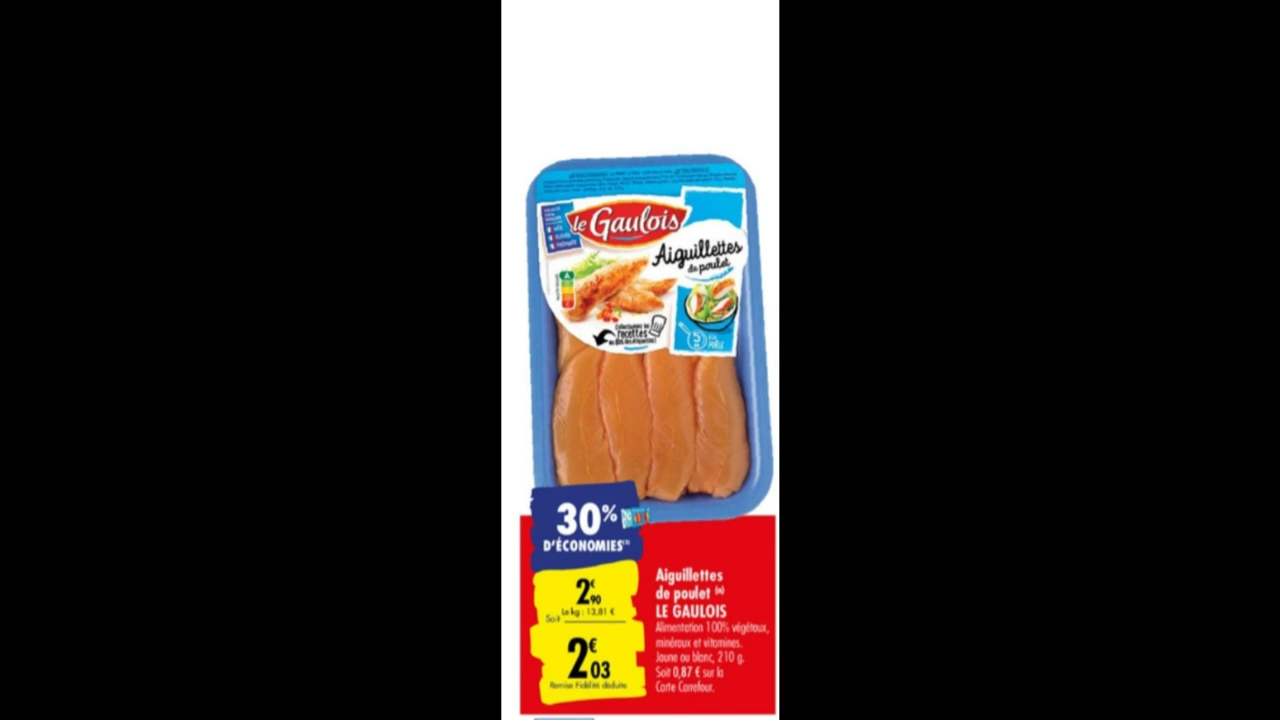 le Gaulois
Aiguillettes
de poulet
recettes
30%
D'ÉCONOMIES
2€90
Le kg : 13,81 €
Soit
2€03
Remise Fidélité déduite
Aiguillettes
de poulet (a)
LE GAULOIS
Alimentation 100% végétaux,
minéraux et vitamines.
Jaune ou blanc, 210 g.
Soit 0,87 € sur la
Carte Carrefour.